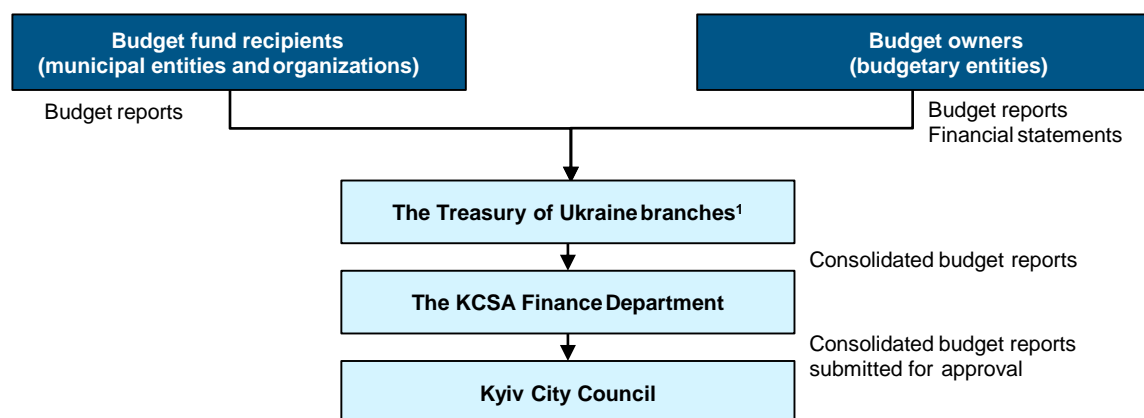 Budget fund recipients
(municipal entities and organizations)
Budget owners
(budgetary entities)
Budget reports
Budget reports
Financial statements
The Treasury of Ukraine branches¹
Consolidated budget reports
The KCSA Finance Department
Consolidated budget reports
submitted for approval
Kyiv City Council